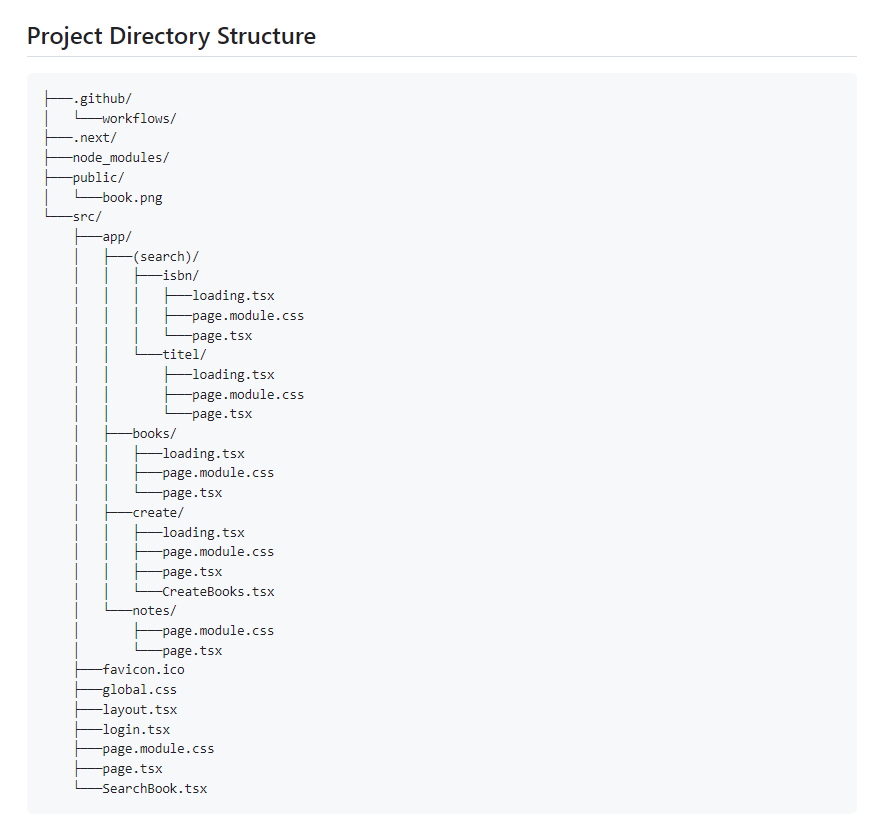 Project Directory Structure
├──.github/
│   └──workflows/
├──.next/
├──node_modules/
├──public/
│   └──book.png
└──src/
    ├──app/
    │   ├──(search)/
    │   │   ├──isbn/
    │   │   │   ├──loading.tsx
    │   │   │   ├──page.module.css
    │   │   │   └──page.tsx
    │   │   └──titel/
    │   │       ├──loading.tsx
    │   │       ├──page.module.css
    │   │       └──page.tsx
    │   ├──books/
    │   │   ├──loading.tsx
    │   │   ├──page.module.css
    │   │   └──page.tsx
    │   ├──create/
    │   │   ├──loading.tsx
    │   │   ├──page.module.css
    │   │   ├──page.tsx
    │   │   └──CreateBooks.tsx
    │   └──notes/
    │       ├──page.module.css
    │       └──page.tsx
    ├──favicon.ico
    ├──global.css
    ├──layout.tsx
    ├──login.tsx
    ├──page.module.css
    ├──page.tsx
    └──SearchBook.tsx